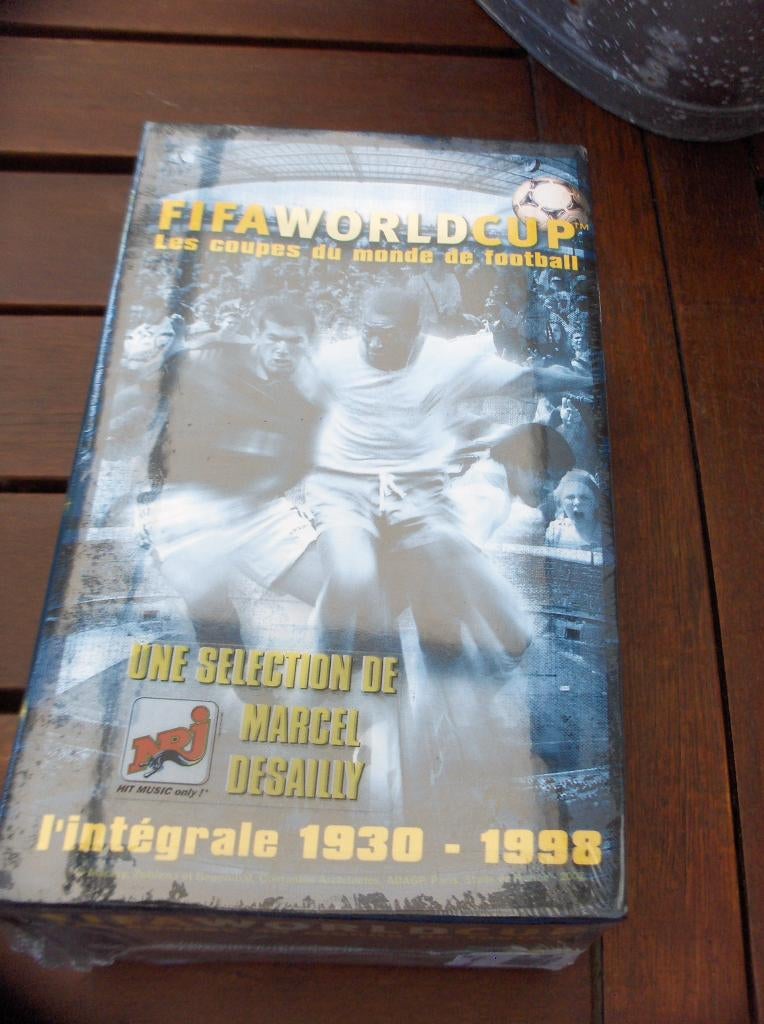 FIFAWORLDCUP™
Les coupes du monde de football
UNE SELECTION DE
MARCEL
DESAILLY
NRJ
HIT MUSIC only !*
l'intégrale 1930 - 1998
FIFAWORLDCUP